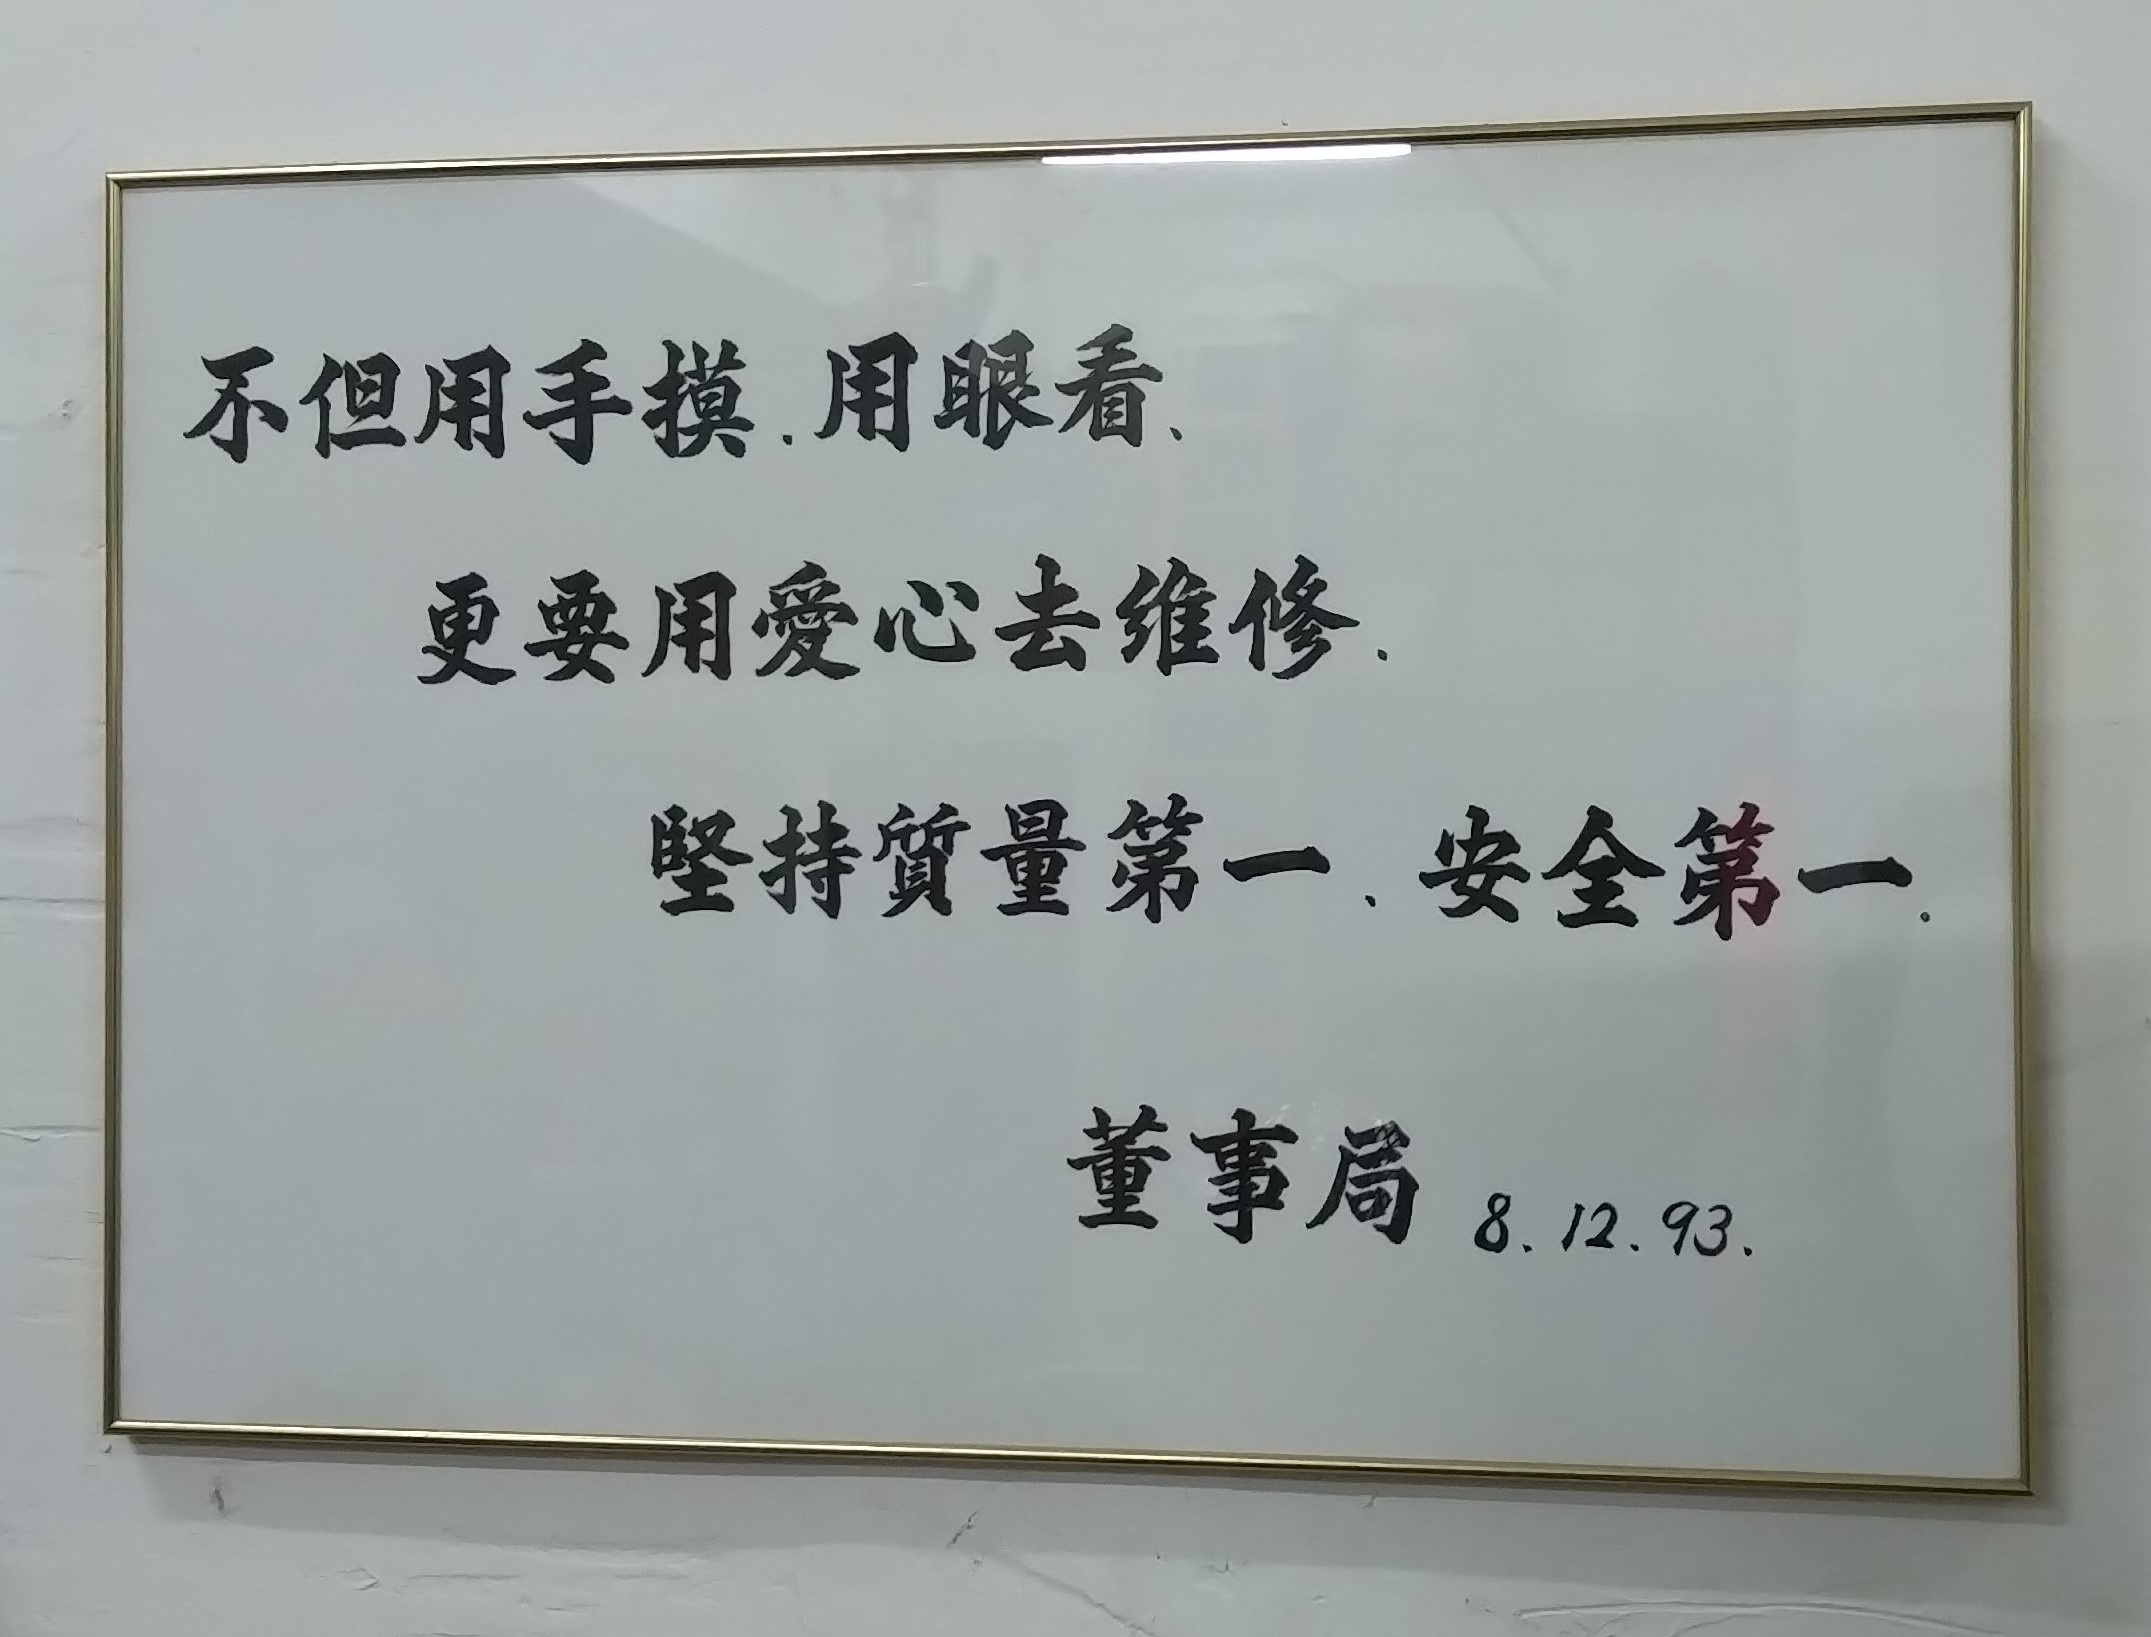 不但用手摸.用眼看、
更要用愛心去維修.
堅持質量第一、安全第一.
董事局 8.12.93.